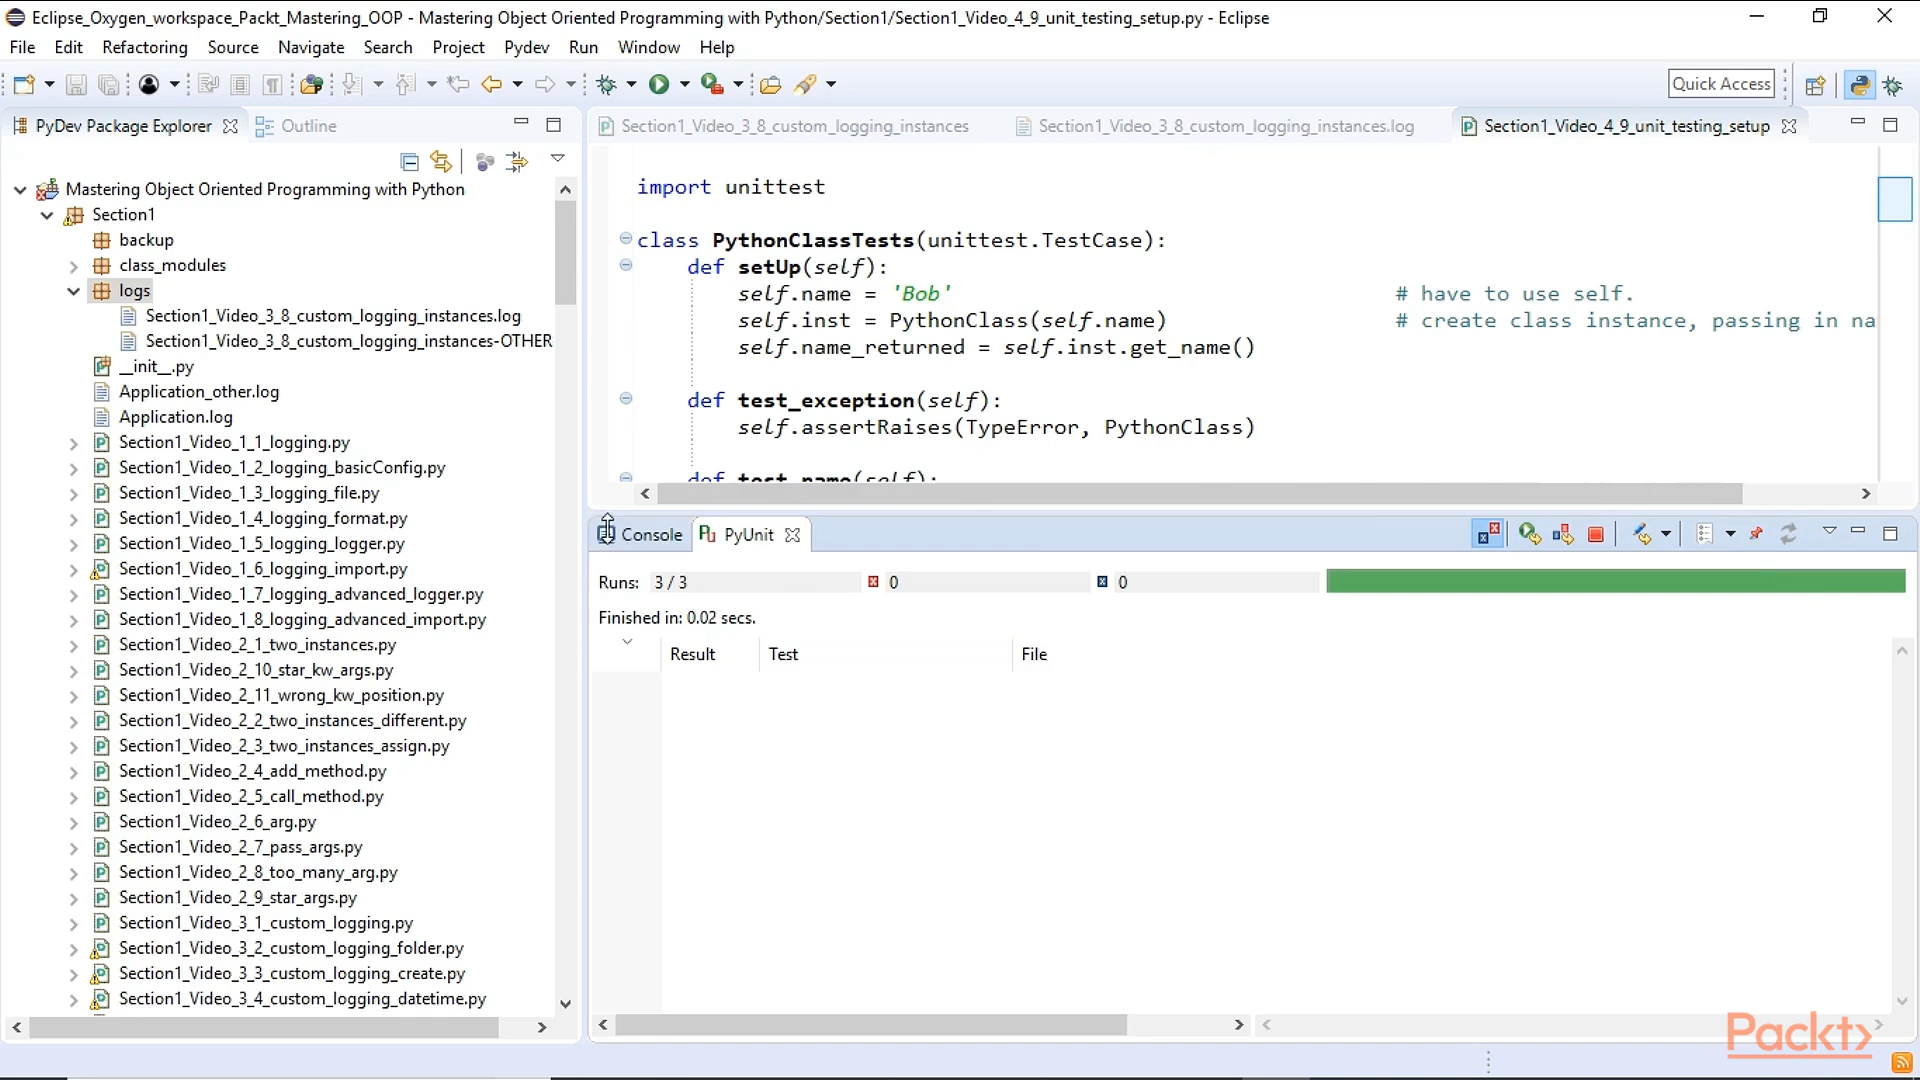 Eclipse_Oxygen_workspace_Packt_Mastering_OOP - Mastering Object Oriented Programming with Python/Section1/Section1_Video_4_9_unit_testing_setup.py - Eclipse
File Edit Refactoring Source Navigate Search Project Pydev Run Window Help
Quick Access
PyDev Package Explorer Outline
Mastering Object Oriented Programming with Python
Section1
backup
class_modules
logs
Section1_Video_3_8_custom_logging_instances.log
Section1_Video_3_8_custom_logging_instances-OTHER
__init__.py
Application_other.log
Application.log
Section1_Video_1_1_logging.py
Section1_Video_1_2_logging_basicConfig.py
Section1_Video_1_3_logging_file.py
Section1_Video_1_4_logging_format.py
Section1_Video_1_5_logging_logger.py
Section1_Video_1_6_logging_import.py
Section1_Video_1_7_logging_advanced_logger.py
Section1_Video_1_8_logging_advanced_import.py
Section1_Video_2_1_two_instances.py
Section1_Video_2_10_star_kw_args.py
Section1_Video_2_11_wrong_kw_position.py
Section1_Video_2_2_two_instances_different.py
Section1_Video_2_3_two_instances_assign.py
Section1_Video_2_4_add_method.py
Section1_Video_2_5_call_method.py
Section1_Video_2_6_arg.py
Section1_Video_2_7_pass_args.py
Section1_Video_2_8_too_many_arg.py
Section1_Video_2_9_star_args.py
Section1_Video_3_1_custom_logging.py
Section1_Video_3_2_custom_logging_folder.py
Section1_Video_3_3_custom_logging_create.py
Section1_Video_3_4_custom_logging_datetime.py
Section1_Video_3_8_custom_logging_instances Section1_Video_3_8_custom_logging_instances.log Section1_Video_4_9_unit_testing_setup
import unittest
class PythonClassTests(unittest.TestCase):
def setUp(self):
self.name = 'Bob' # have to use self.
self.inst = PythonClass(self.name) # create class instance, passing in na
self.name_returned = self.inst.get_name()
def test_exception(self):
self.assertRaises(TypeError, PythonClass)
def test_name(self):
Console PyUnit
Runs: 3 / 3 0 0
Finished in: 0.02 secs.
Result Test File
Packt>